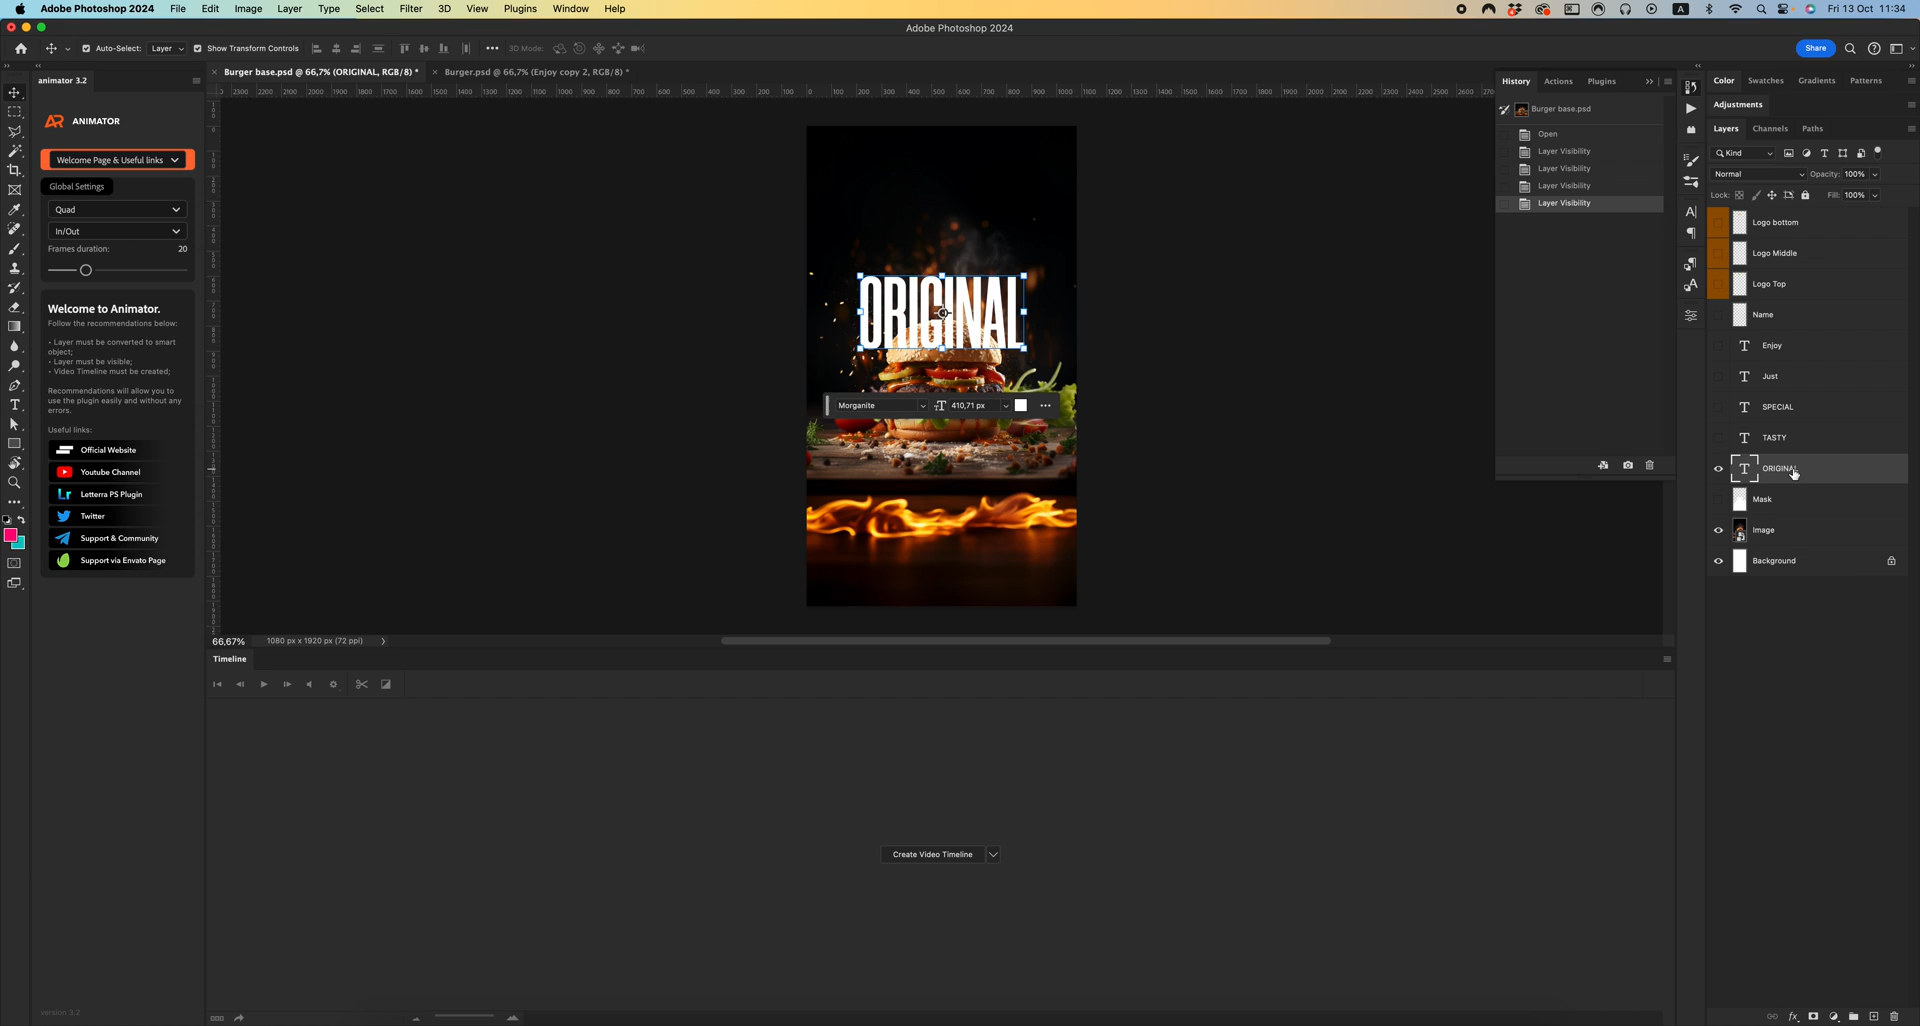 Adobe Photoshop 2024 File Edit Image Layer Type Select Filter 3D View Plugins Window Help A Fri 13 Oct 11:34
Adobe Photoshop 2024
Auto-Select: Layer Show Transform Controls 3D Mode: Share
animator 3.2
ANIMATOR
Welcome Page & Useful links
Global Settings
Quad
In/Out
Frames duration: 20
Welcome to Animator.
Follow the recommendations below:
- Layer must be converted to smart
object;
- Layer must be visible;
- Video Timeline must be created;
Recommendations will allow you to
use the plugin easily and without any
errors.
Useful links:
Official Website
Youtube Channel
Lr Letterra PS Plugin
Twitter
Support & Community
Support via Envato Page
version 3.2
Burger base.psd @ 66,7% (ORIGINAL, RGB/8) * Burger.psd @ 66,7% (Enjoy copy 2, RGB/8) *
ORIGINAL
Morganite 410,71 px
66,67% 1080 px x 1920 px (72 ppi)
Timeline
Create Video Timeline
History Actions Plugins
Burger base.psd
Open
Layer Visibility
Layer Visibility
Layer Visibility
Layer Visibility
Color Swatches Gradients Patterns
Adjustments
Layers Channels Paths
Kind
Normal Opacity: 100%
Lock: Fill: 100%
Logo bottom
Logo Middle
Logo Top
Name
Enjoy
Just
SPECIAL
TASTY
ORIGINAL
Mask
Image
Background